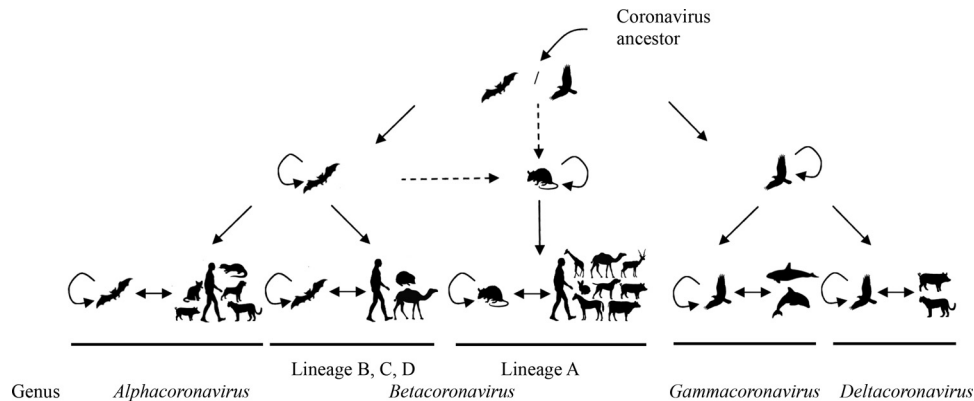 Coronavirus
ancestor
Lineage B, C, D
Lineage A
Genus
Alphacoronavirus
Betacoronavirus
Gammacoronavirus
Deltacoronavirus